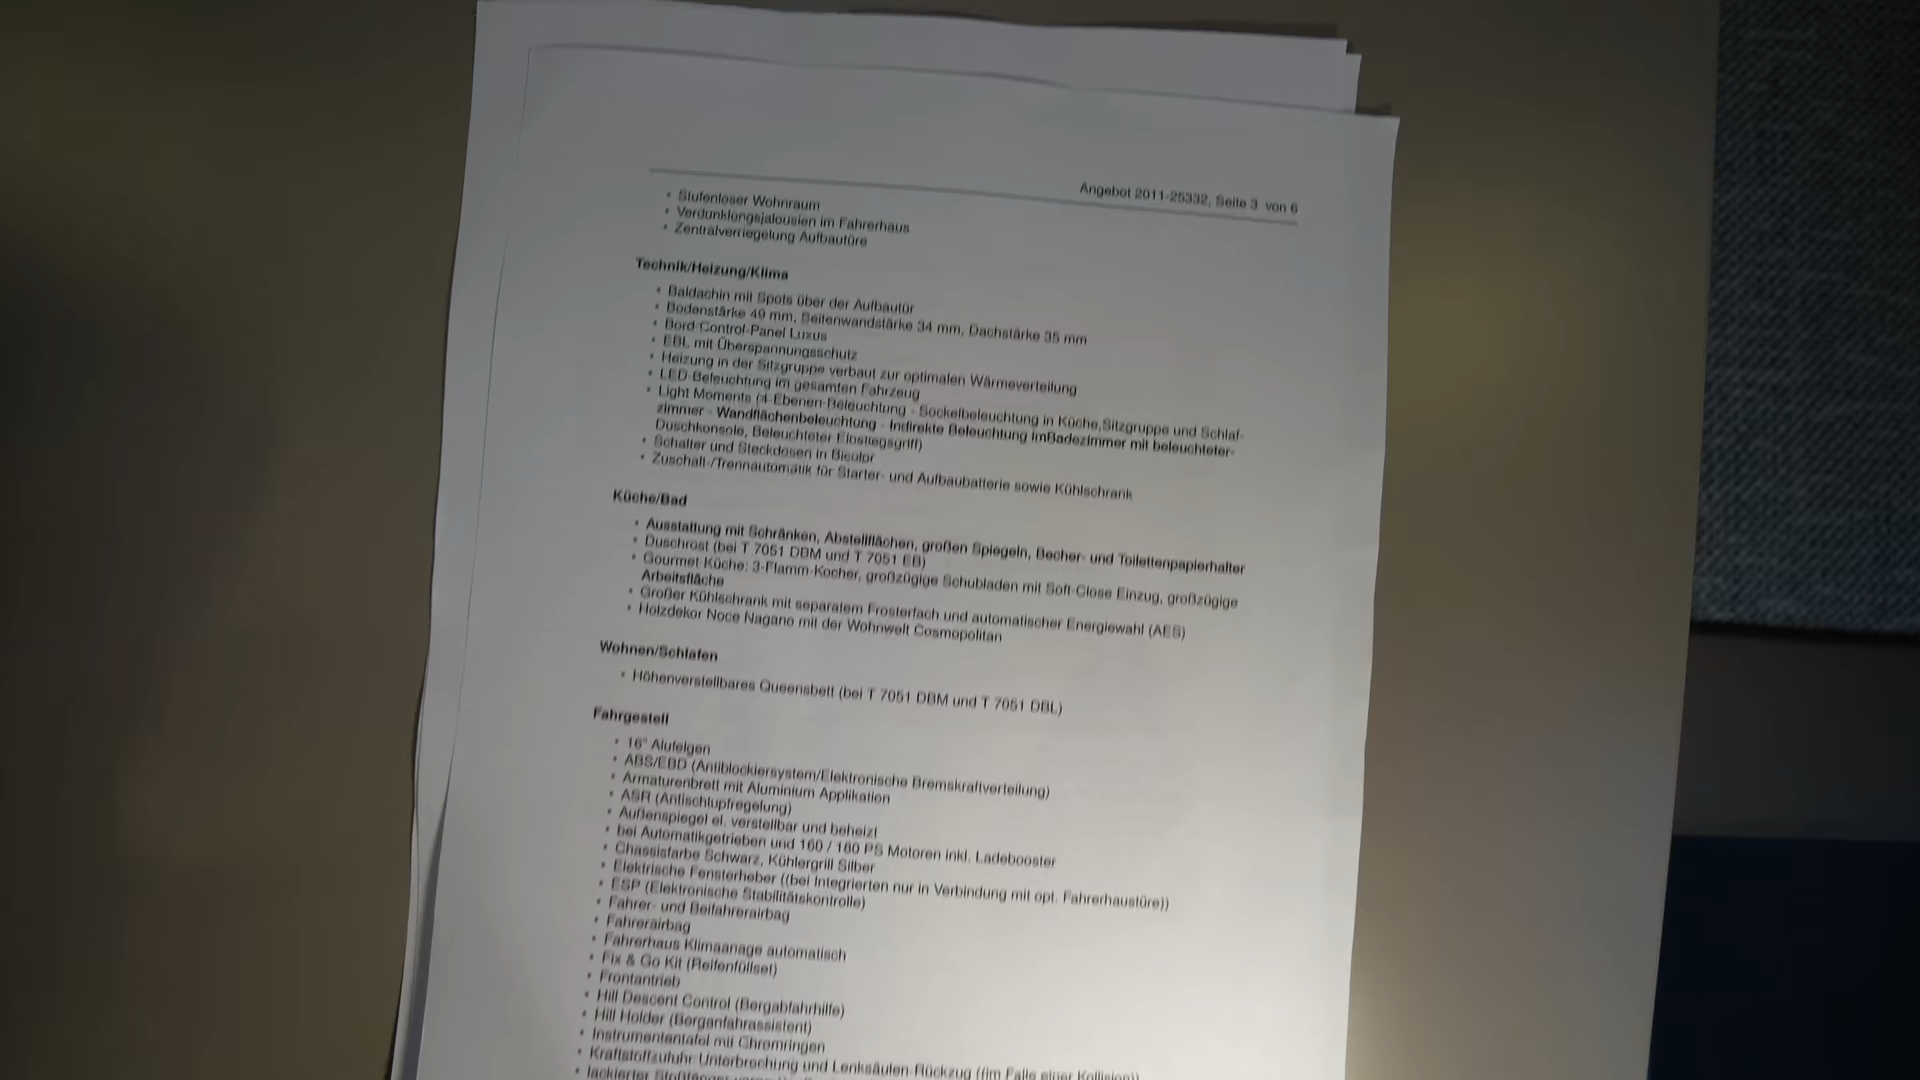 Angebot 2011-25332, Seite 3 von 6
• Stufenloser Wohnraum
• Verdunklungsjalousien im Fahrerhaus
• Zentralverriegelung Aufbautüre
Technik/Heizung/Klima
• Baldachin mit Spots über der Aufbautür
• Bodenstärke 49 mm, Seitenwandstärke 34 mm, Dachstärke 35 mm
• Bord-Control-Panel Luxus
• EBL mit Überspannungsschutz
• Heizung in der Sitzgruppe verbaut zur optimalen Wärmeverteilung
• LED-Beleuchtung im gesamten Fahrzeug
• Light Moments (4-Ebenen-Beleuchtung - Sockelbeleuchtung in Küche,Sitzgruppe und Schlaf-
zimmer - Wandflächenbeleuchtung - Indirekte Beleuchtung imBadezimmer mit beleuchteter-
Duschkonsole, Beleuchteter Einstiegsgriff)
• Schalter und Steckdosen in Bicolor
• Zuschalt-/Trennautomatik für Starter- und Aufbaubatterie sowie Kühlschrank
Küche/Bad
• Ausstattung mit Schränken, Abstellflächen, großen Spiegeln, Becher- und Toilettenpapierhalter
• Duschrost (bei T 7051 DBM und T 7051 EB)
• Gourmet Küche: 3-Flamm-Kocher, großzügige Schubladen mit Soft-Close Einzug, großzügige
Arbeitsfläche
• Großer Kühlschrank mit separatem Frosterfach und automatischer Energiewahl (AES)
• Holzdekor Noce Nagano mit der Wohnwelt Cosmopolitan
Wohnen/Schlafen
• Höhenverstellbares Queensbett (bei T 7051 DBM und T 7051 DBL)
Fahrgestell
• 16" Alufelgen
• ABS/EBD (Antiblockiersystem/Elektronische Bremskraftverteilung)
• Armaturenbrett mit Aluminium Applikation
• ASR (Antischlupfregelung)
• Außenspiegel el. verstellbar und beheizt
• bei Automatikgetrieben und 160 / 180 PS Motoren inkl. Ladebooster
• Chassisfarbe Schwarz, Kühlergrill Silber
• Elektrische Fensterheber ((bei Integrierten nur in Verbindung mit opt. Fahrerhaustüre))
• ESP (Elektronische Stabilitätskontrolle)
• Fahrer- und Beifahrerairbag
• Fahrerairbag
• Fahrerhaus Klimaanage automatisch
• Fix & Go Kit (Reifenfüllset)
• Frontantrieb
• Hill Descent Control (Bergabfahrhilfe)
• Hill Holder (Berganfahrassistent)
• Instrumententafel mit Chromringen
• Kraftstoffzufuhr-Unterbrechung und Lenksäulen-Rückzug ((im Falle einer Kollision))
• lackierter Stoßfänger